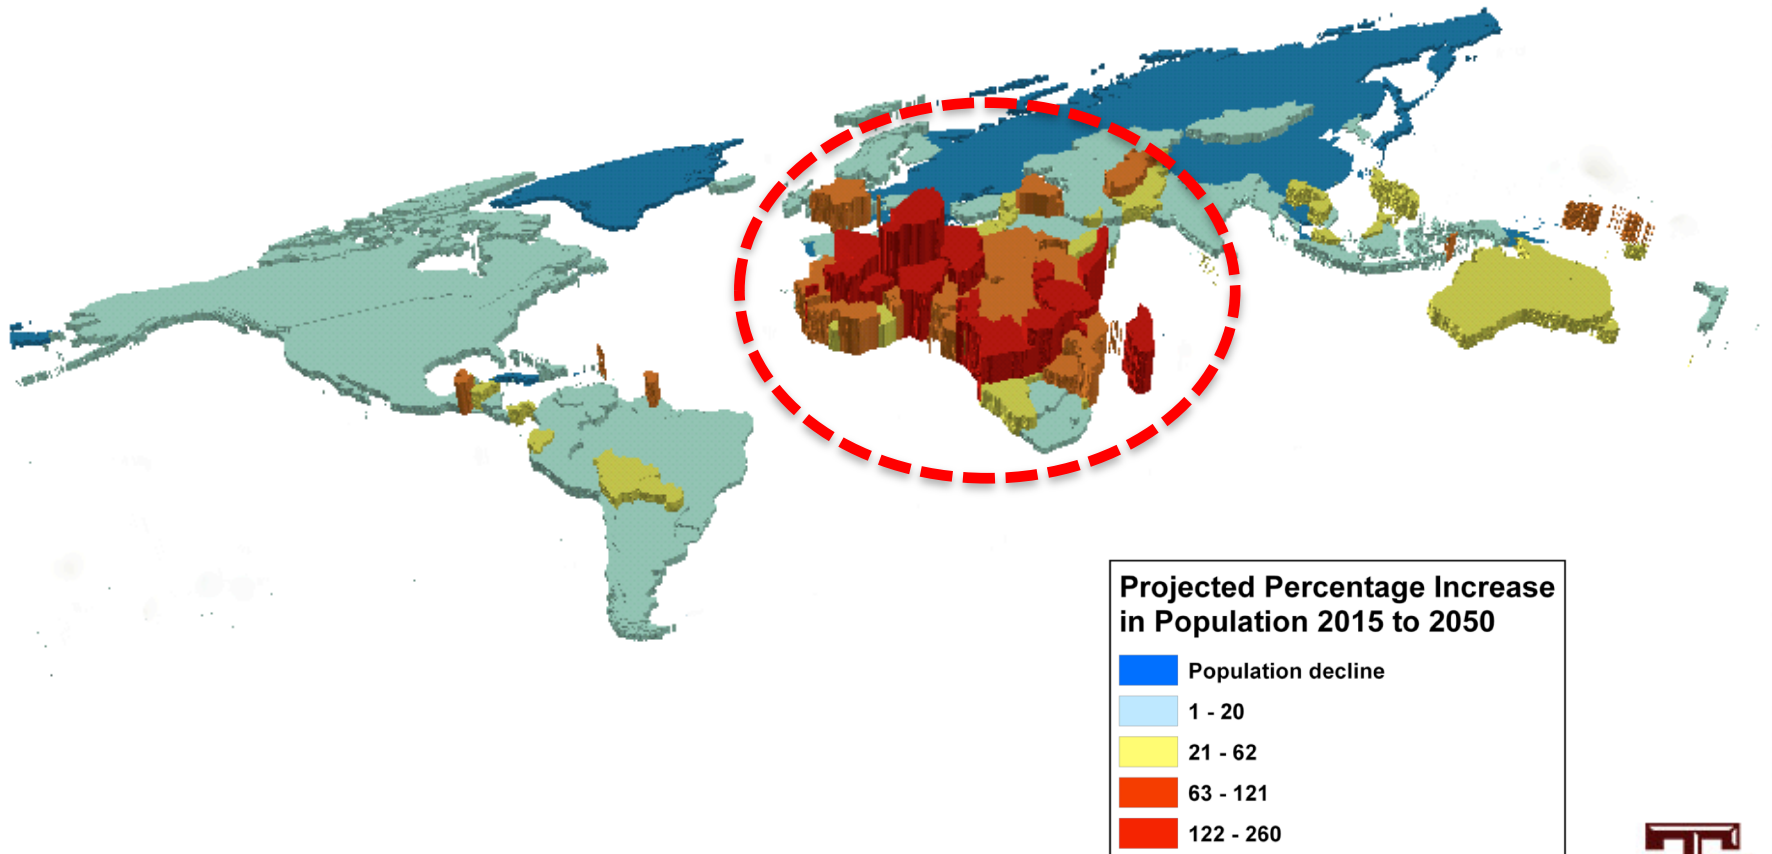 Projected Percentage Increase
in Population 2015 to 2050
Population decline
1 - 20
21 - 62
63 - 121
122 - 260